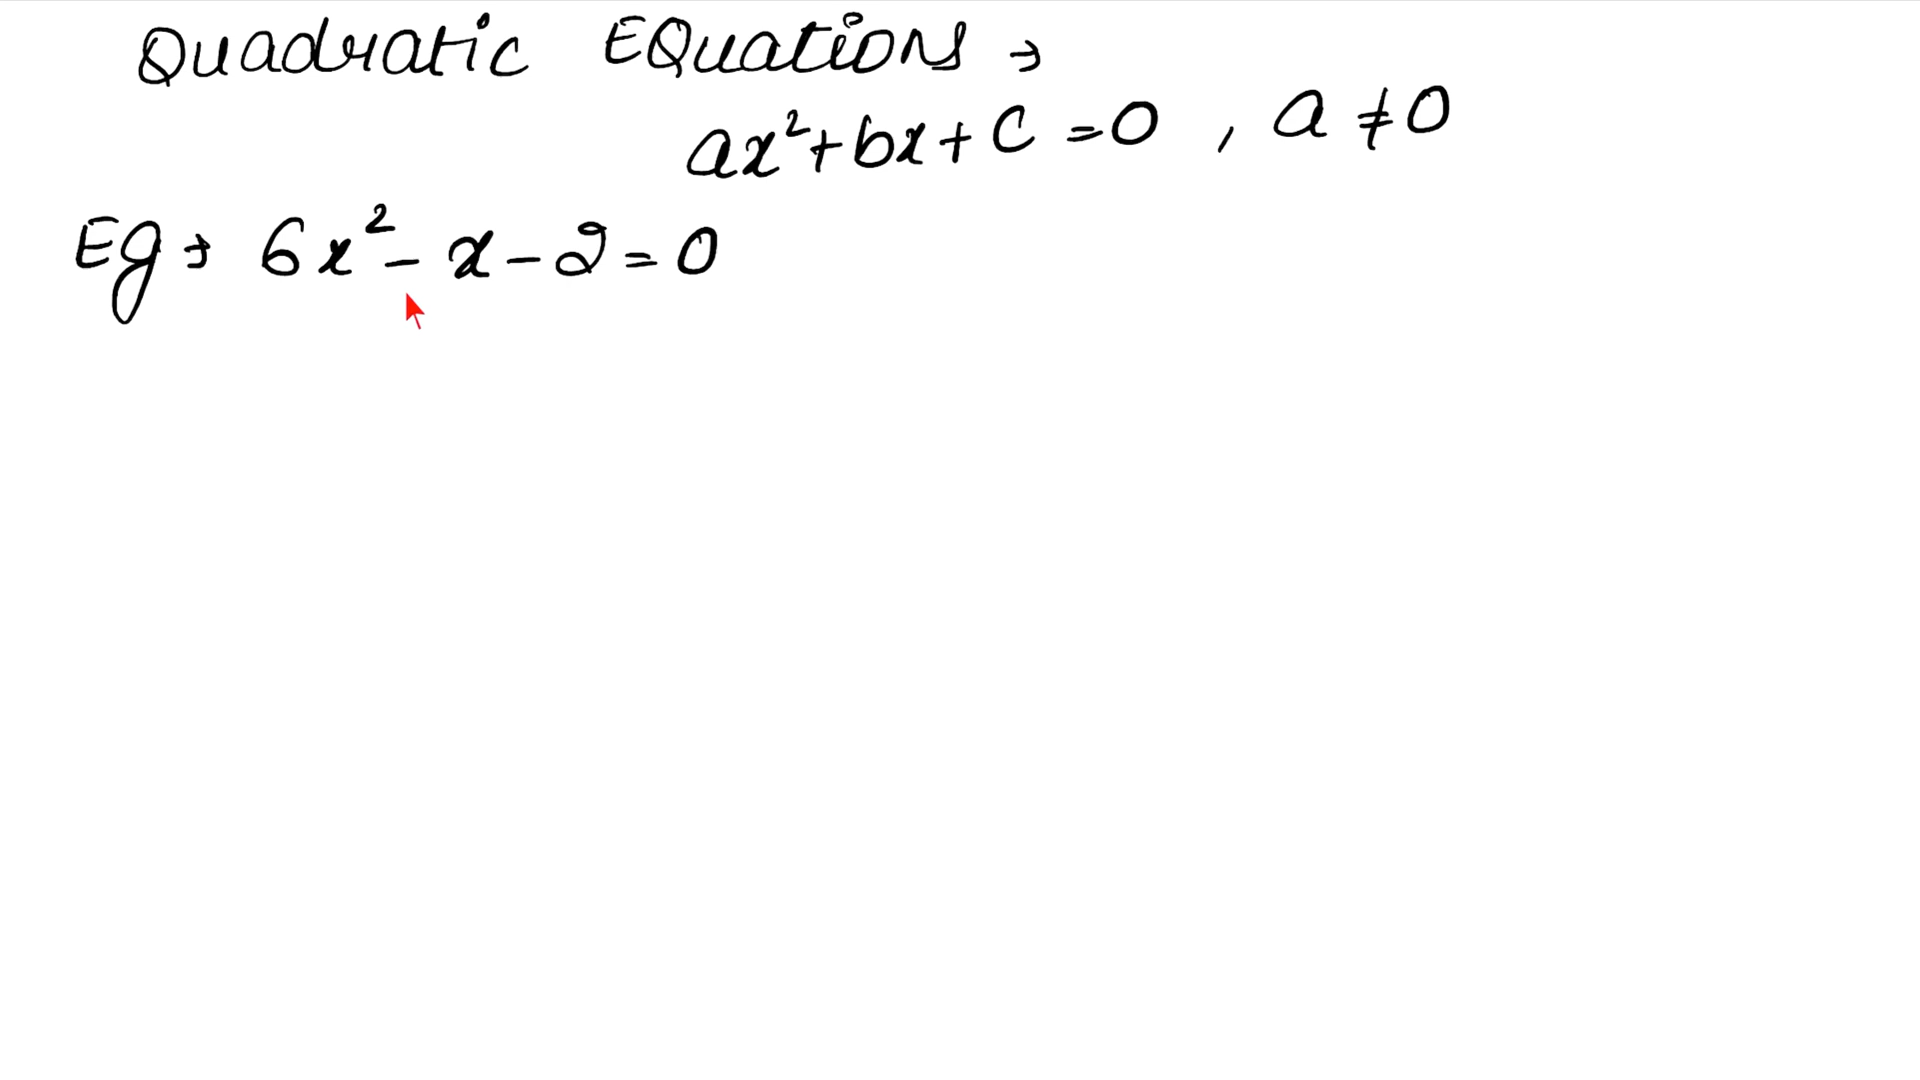 Quadratic EQuations →
ax²+bx+C=0 , a≠0
Eg → 6x²-x-2=0